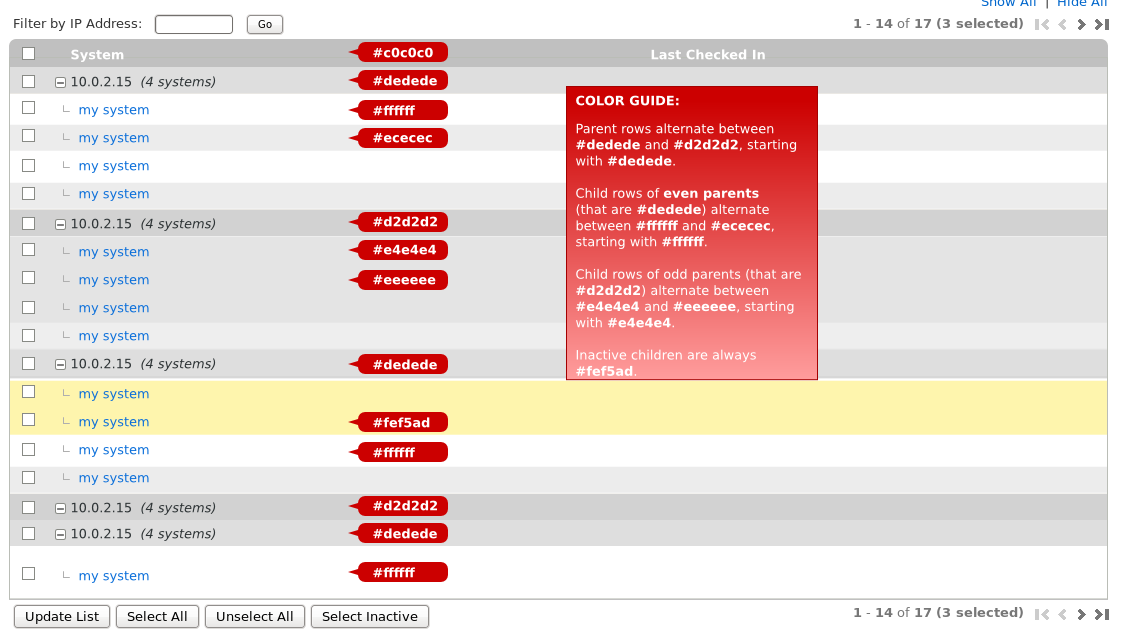 Show All | Hide All
Filter by IP Address: Go 1 - 14 of 17 (3 selected)
System #c0c0c0 Last Checked In
10.0.2.15 (4 systems) #dedede
my system #ffffff
my system #ececec
my system
my system
10.0.2.15 (4 systems) #d2d2d2
my system #e4e4e4
my system #eeeeee
my system
my system
10.0.2.15 (4 systems) #dedede
my system
my system #fef5ad
my system #ffffff
my system
10.0.2.15 (4 systems) #d2d2d2
10.0.2.15 (4 systems) #dedede
my system #ffffff
COLOR GUIDE:
Parent rows alternate between
#dedede and #d2d2d2, starting
with #dedede.
Child rows of even parents
(that are #dedede) alternate
between #ffffff and #ececec,
starting with #ffffff.
Child rows of odd parents (that are
#d2d2d2) alternate between
#e4e4e4 and #eeeeee, starting
with #e4e4e4.
Inactive children are always
#fef5ad.
Update List Select All Unselect All Select Inactive 1 - 14 of 17 (3 selected)